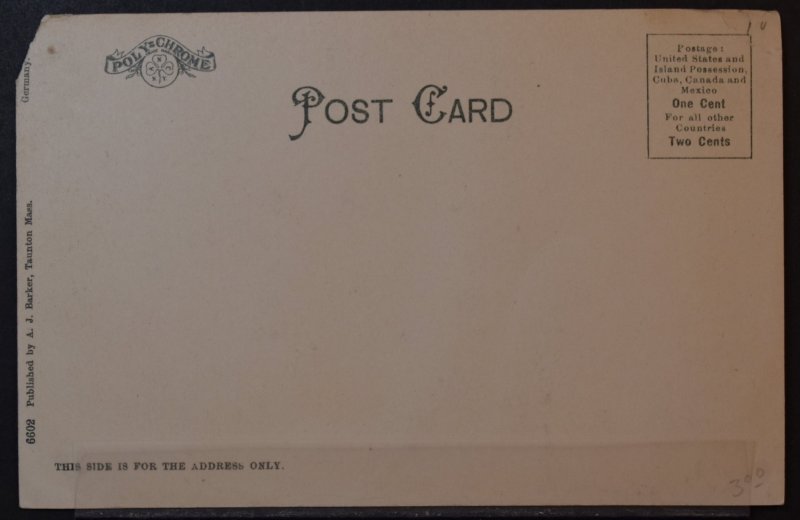 POLY-CHROME
POST CARD
Postage:
United States and
Island Possession,
Cuba, Canada and
Mexico
One Cent
For all other
Countries
Two Cents
Germany.
6602 Published by A. J. Barker, Taunton Mass.
THIS SIDE IS FOR THE ADDRESS ONLY.
3⁰⁰